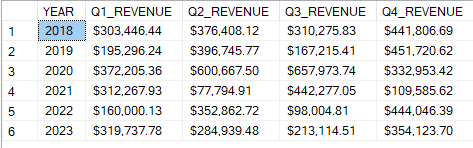 YEAR Q1_REVENUE Q2_REVENUE Q3_REVENUE Q4_REVENUE
1 2018 $303,446.44 $376,408.12 $310,275.83 $441,806.69
2 2019 $195,296.24 $396,745.77 $167,215.41 $451,720.62
3 2020 $372,205.36 $600,667.50 $657,973.74 $332,953.42
4 2021 $312,267.93 $77,794.91 $442,277.05 $109,585.62
5 2022 $160,000.13 $352,862.72 $98,004.81 $444,046.39
6 2023 $319,737.78 $284,939.48 $213,114.51 $354,123.70